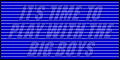 IT'S TIME TO
PLAY WITH THE
BIG BOYS